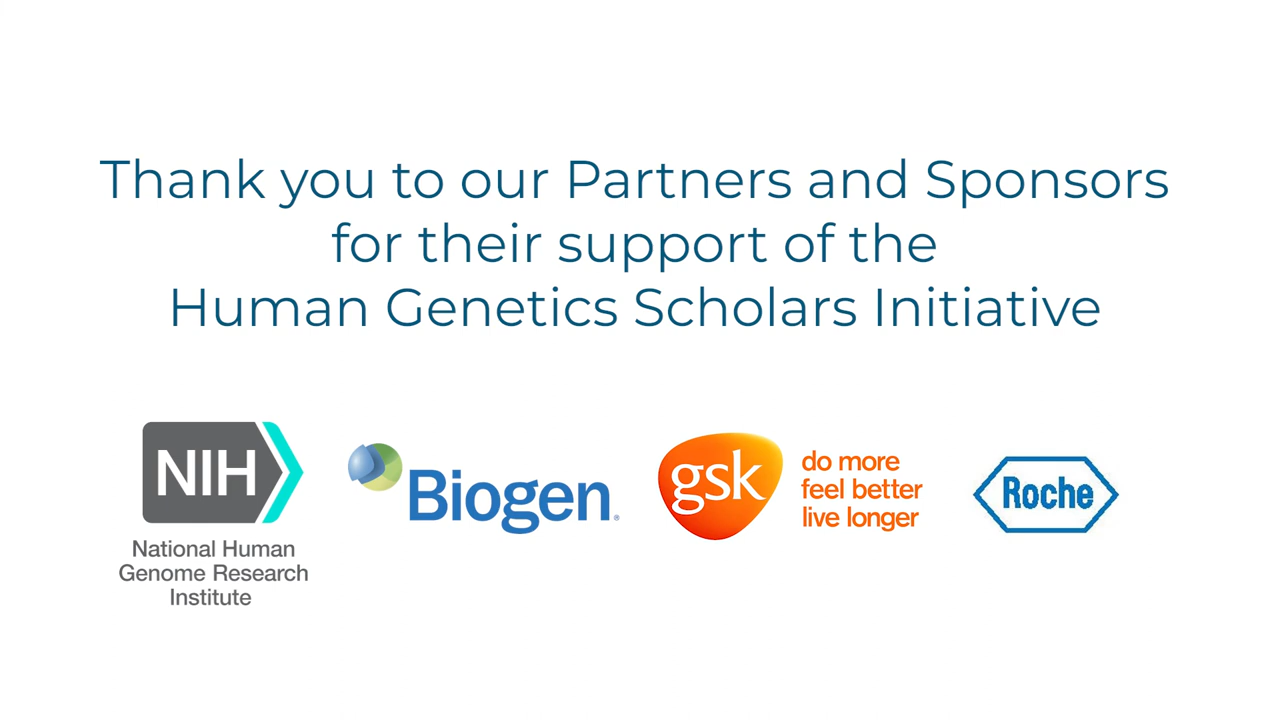 Thank you to our Partners and Sponsors
for their support of the
Human Genetics Scholars Initiative
NIH
National Human
Genome Research
Institute
Biogen®
gsk
do more
feel better
live longer
Roche